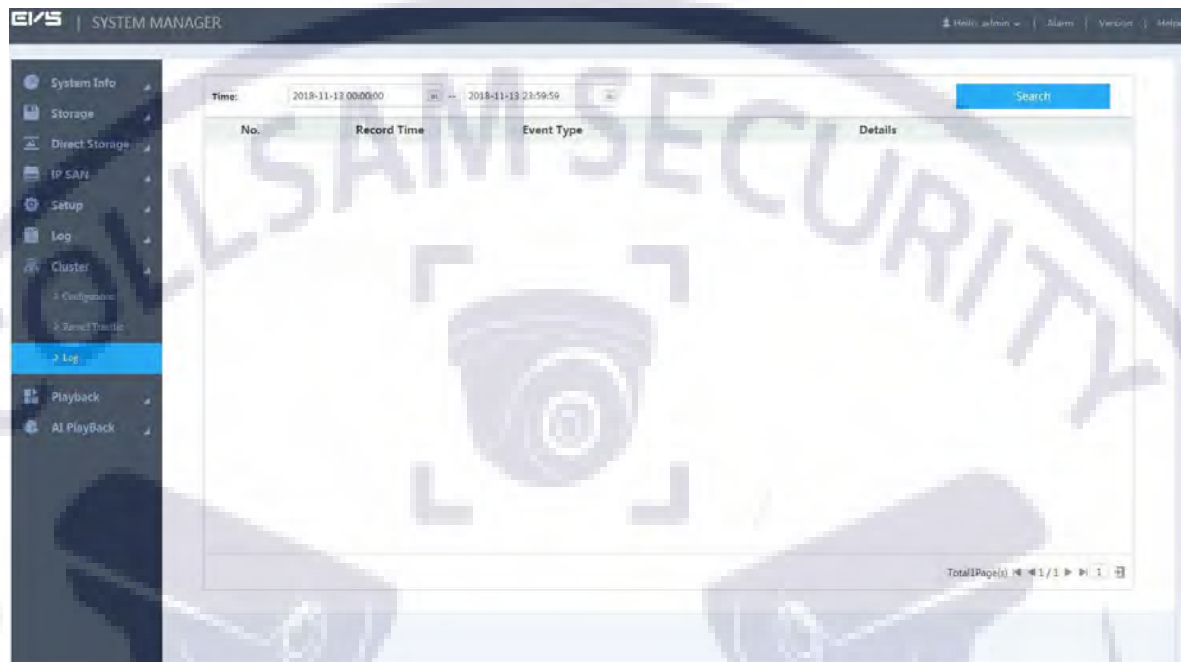 EVS | SYSTEM MANAGER
Hello, admin | Alarm | Version | Help
System Info
Storage
Direct Storage
IP SAN
Setup
Log
Cluster
> Configuration
> Record Transfer
> Log
Playback
AI PlayBack
Time: 2018-11-13 00:00:00 -- 2018-11-13 23:59:59 Search
No. Record Time Event Type Details
Total1Page(s) 1/1 1
OLLSAM SECURITY